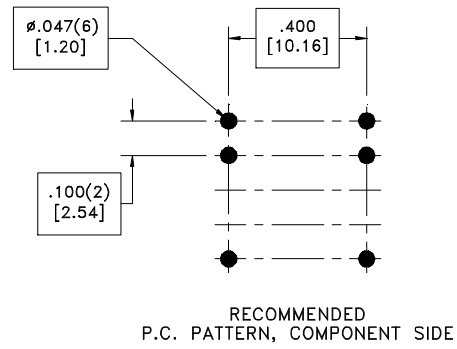 ø.047(6)
[1.20]
.400
[10.16]
.100(2)
[2.54]
RECOMMENDED
P.C. PATTERN, COMPONENT SIDE